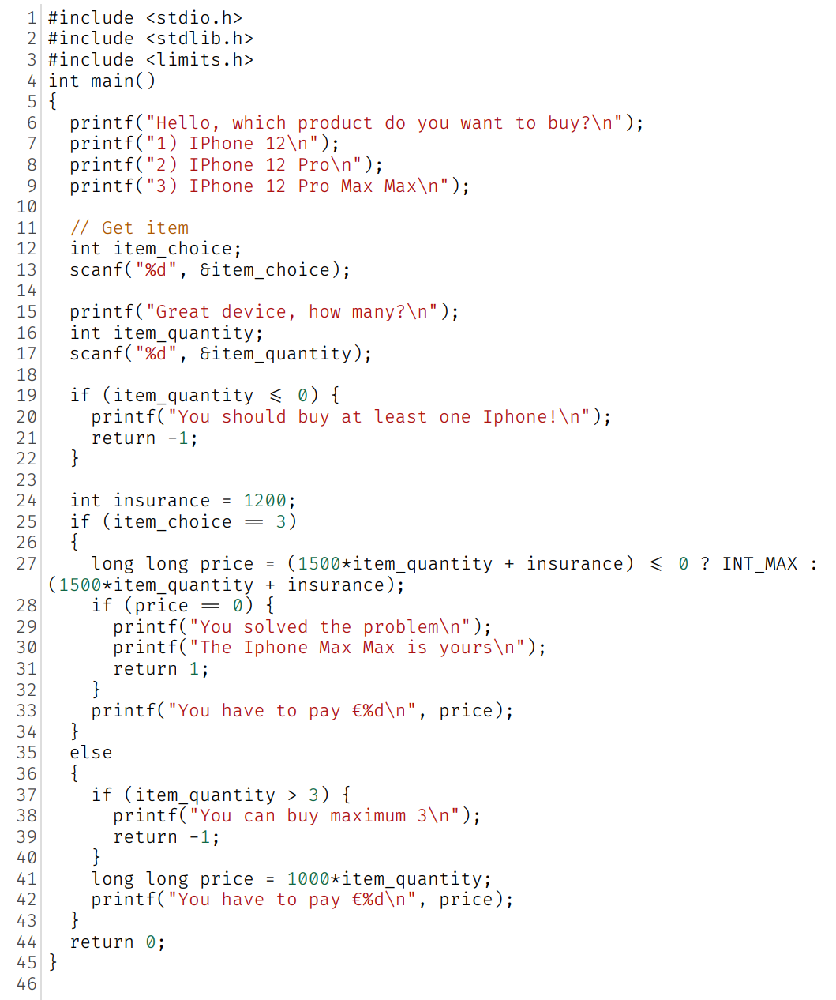 1 #include <stdio.h>
2 #include <stdlib.h>
3 #include <limits.h>
4 int main()
5 {
6   printf("Hello, which product do you want to buy?\n");
7   printf("1) IPhone 12\n");
8   printf("2) IPhone 12 Pro\n");
9   printf("3) IPhone 12 Pro Max Max\n");
10
11   // Get item
12   int item_choice;
13   scanf("%d", &item_choice);
14
15   printf("Great device, how many?\n");
16   int item_quantity;
17   scanf("%d", &item_quantity);
18
19   if (item_quantity ⩽ 0) {
20     printf("You should buy at least one Iphone!\n");
21     return -1;
22   }
23
24   int insurance = 1200;
25   if (item_choice == 3)
26   {
27     long long price = (1500*item_quantity + insurance) ⩽ 0 ? INT_MAX :
(1500*item_quantity + insurance);
28     if (price == 0) {
29       printf("You solved the problem\n");
30       printf("The Iphone Max Max is yours\n");
31       return 1;
32     }
33     printf("You have to pay €%d\n", price);
34   }
35   else
36   {
37     if (item_quantity > 3) {
38       printf("You can buy maximum 3\n");
39       return -1;
40     }
41     long long price = 1000*item_quantity;
42     printf("You have to pay €%d\n", price);
43   }
44   return 0;
45 }
46